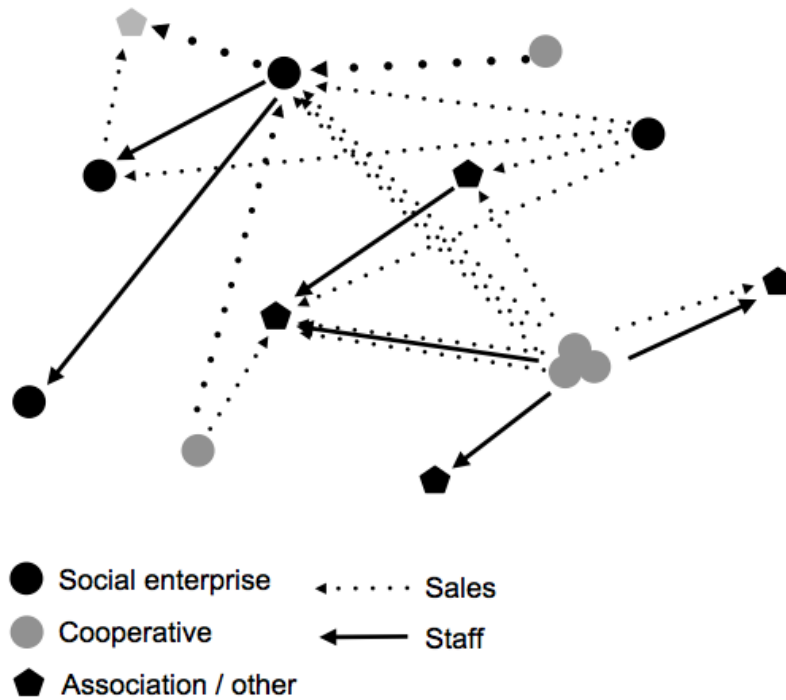 Social enterprise
Sales
Cooperative
Staff
Association / other